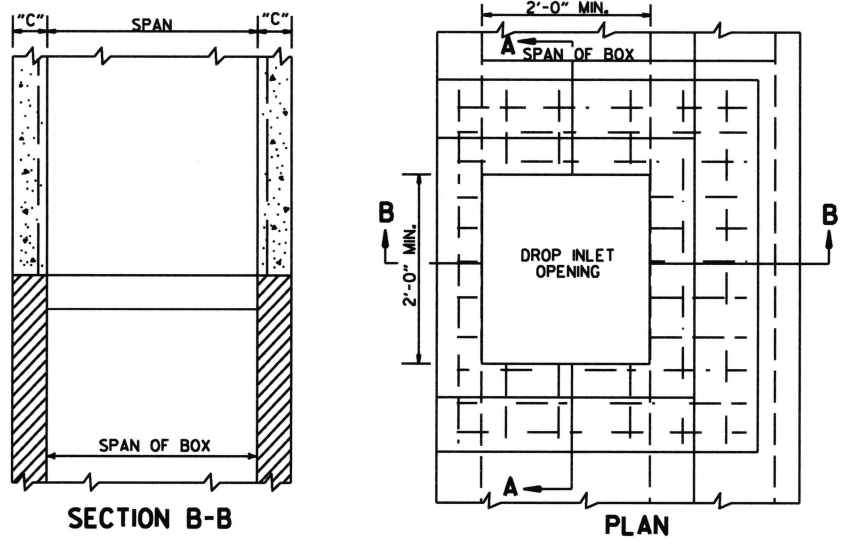 "C"
SPAN
"C"
SPAN OF BOX
SECTION B-B
2'-0" MIN.
A
SPAN OF BOX
B
B
2'-0" MIN.
DROP INLET
OPENING
A
PLAN